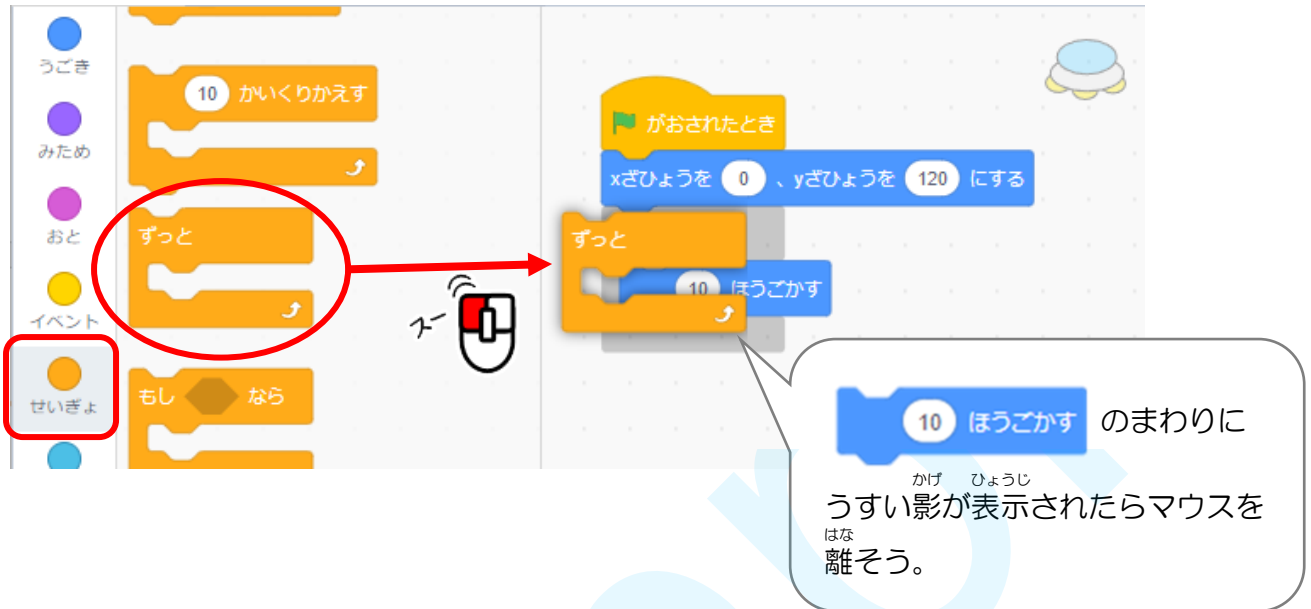 うごき
みため
おと
イベント
せいぎょ
10 かいくりかえす
ずっと
もし なら
がおされたとき
xざひょうを 0 、yざひょうを 120 にする
ずっと
10 ほうごかす
スー
10 ほうごかす のまわりに
かげ ひょうじ
うすい影が表示されたらマウスを
はな
離そう。